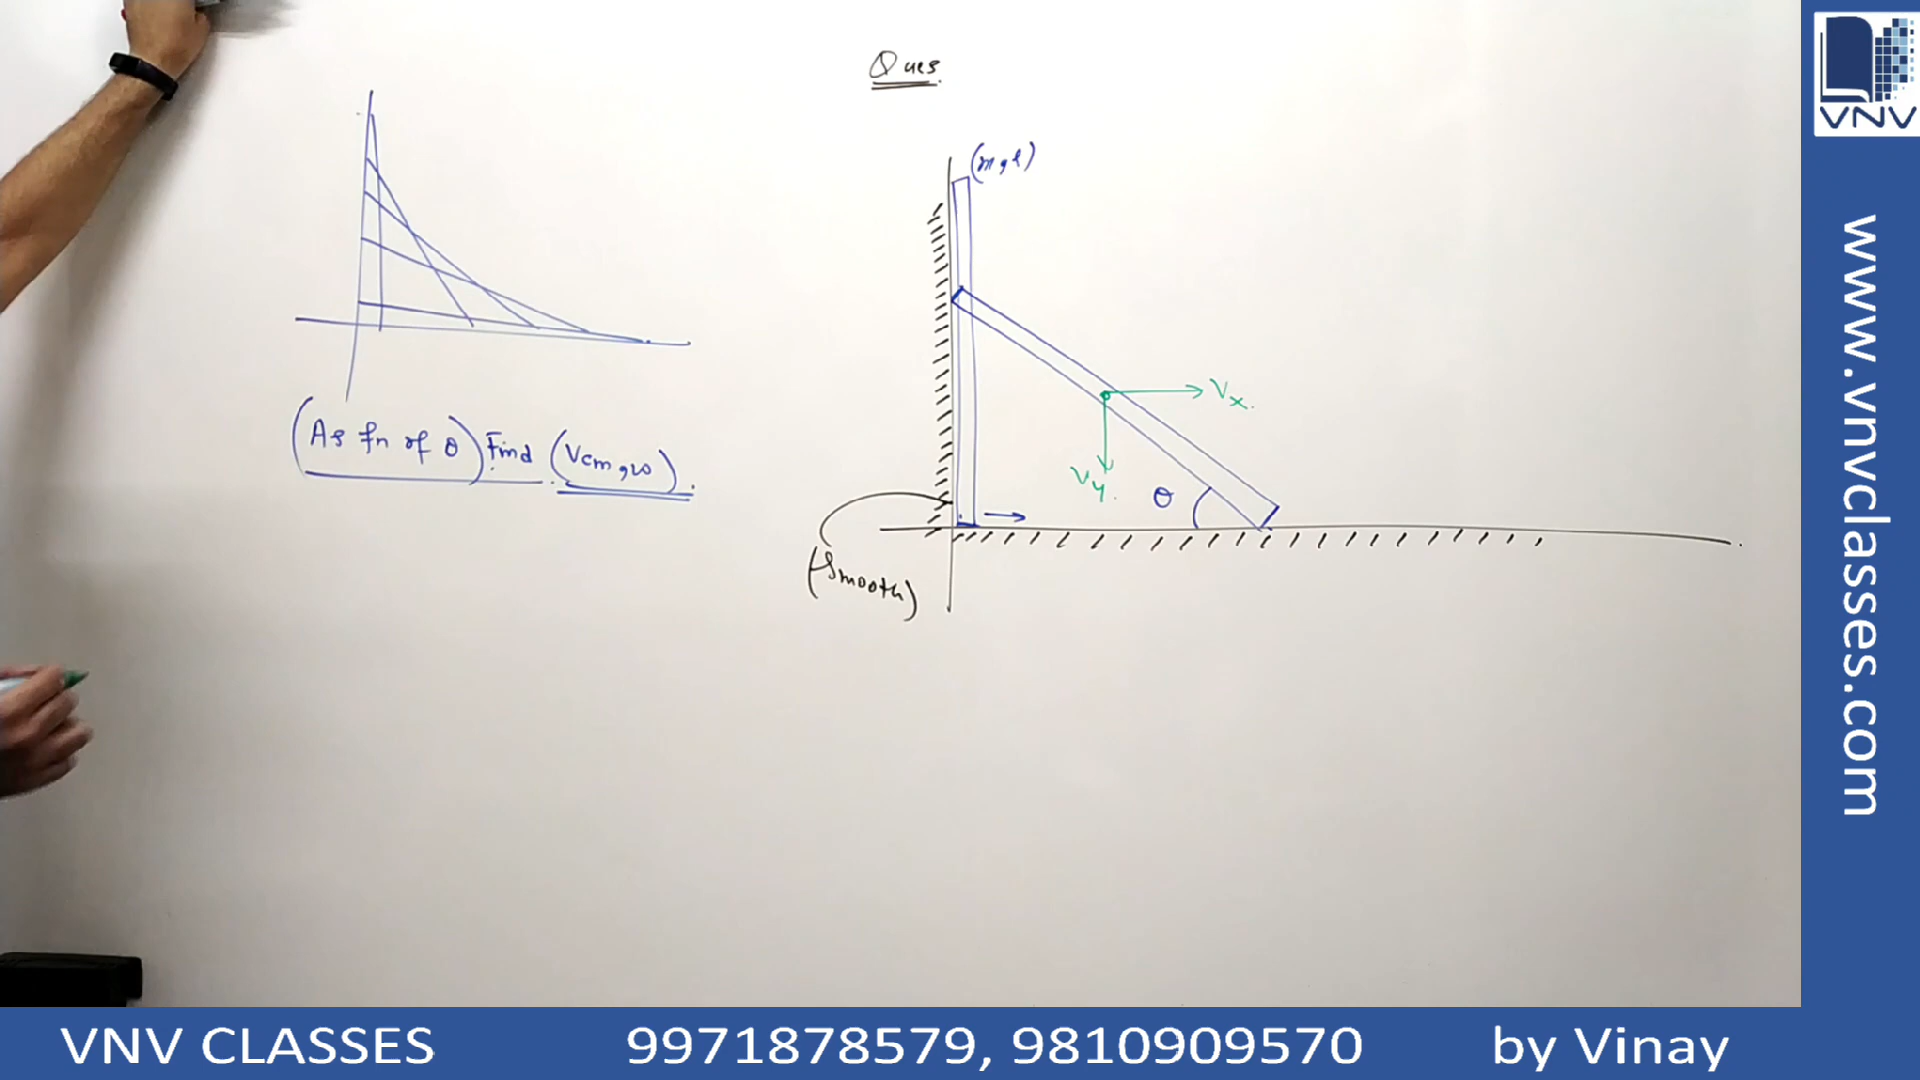 Ques.
(m,l)
Vx.
(As fn of θ) Find (Vcm, ω).
Vy.
θ
(Smooth)
VNV
www.vnvclasses.com
VNV CLASSES 9971878579, 9810909570 by Vinay